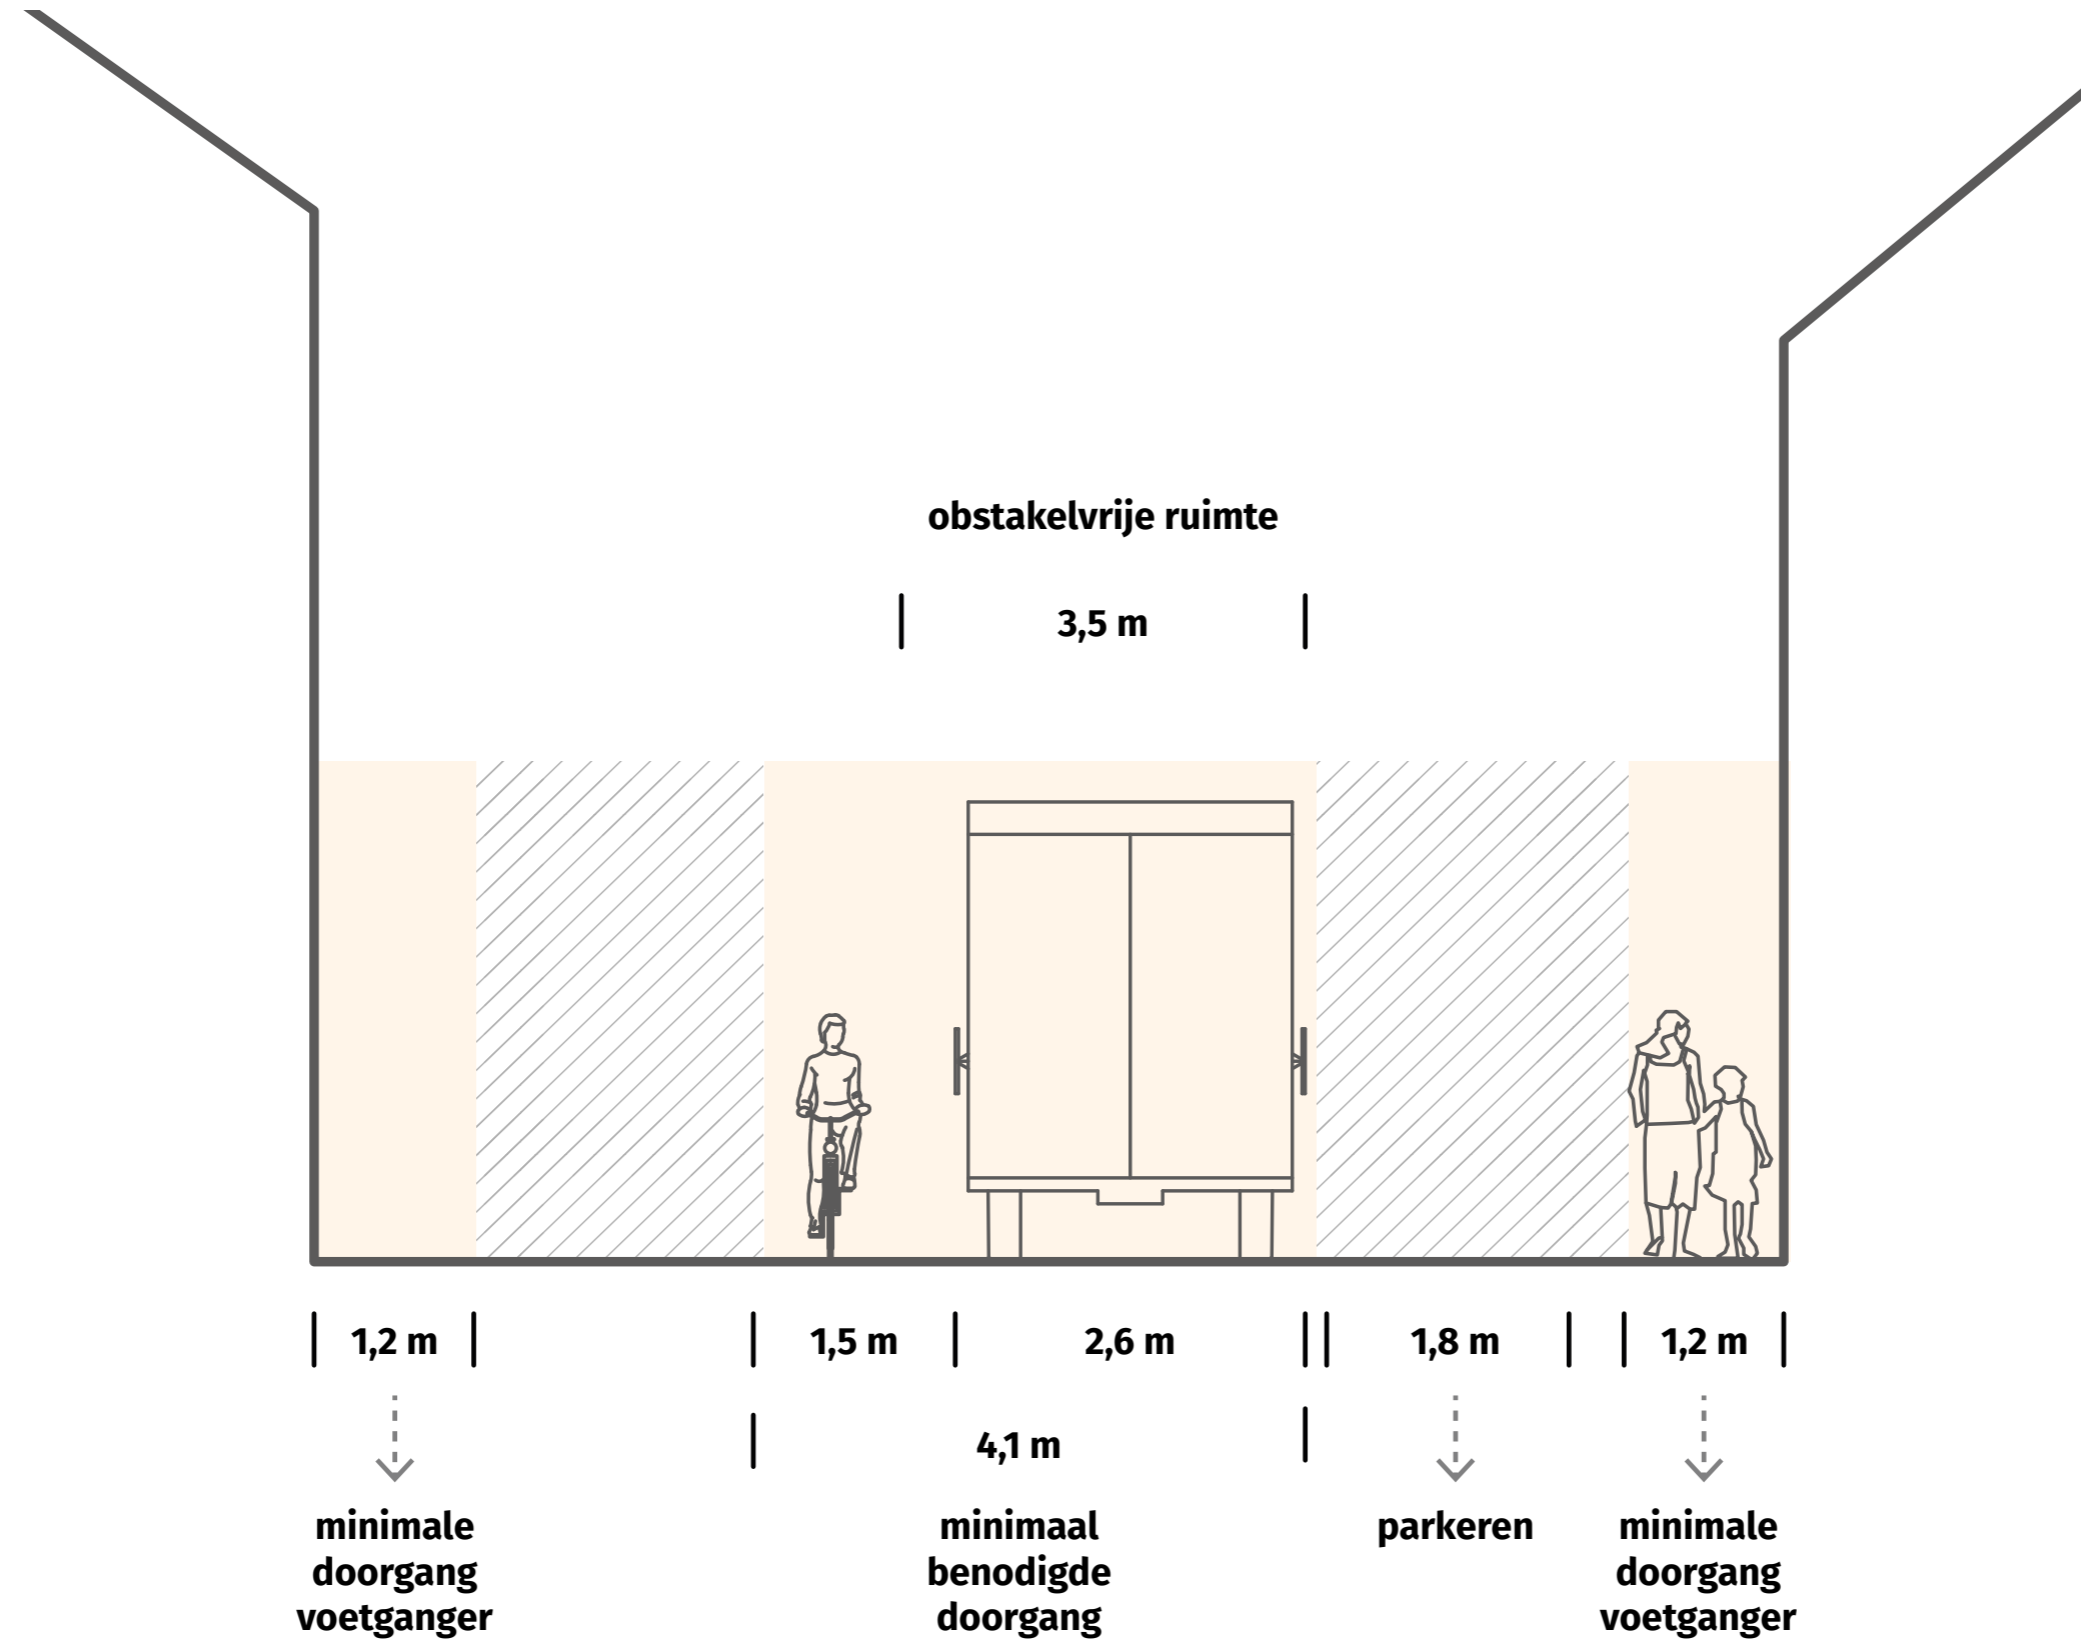 obstakelvrije ruimte
3,5 m
1,2 m
1,5 m
2,6 m
1,8 m
1,2 m
4,1 m
minimale
doorgang
voetganger
minimaal
benodigde
doorgang
parkeren
minimale
doorgang
voetganger